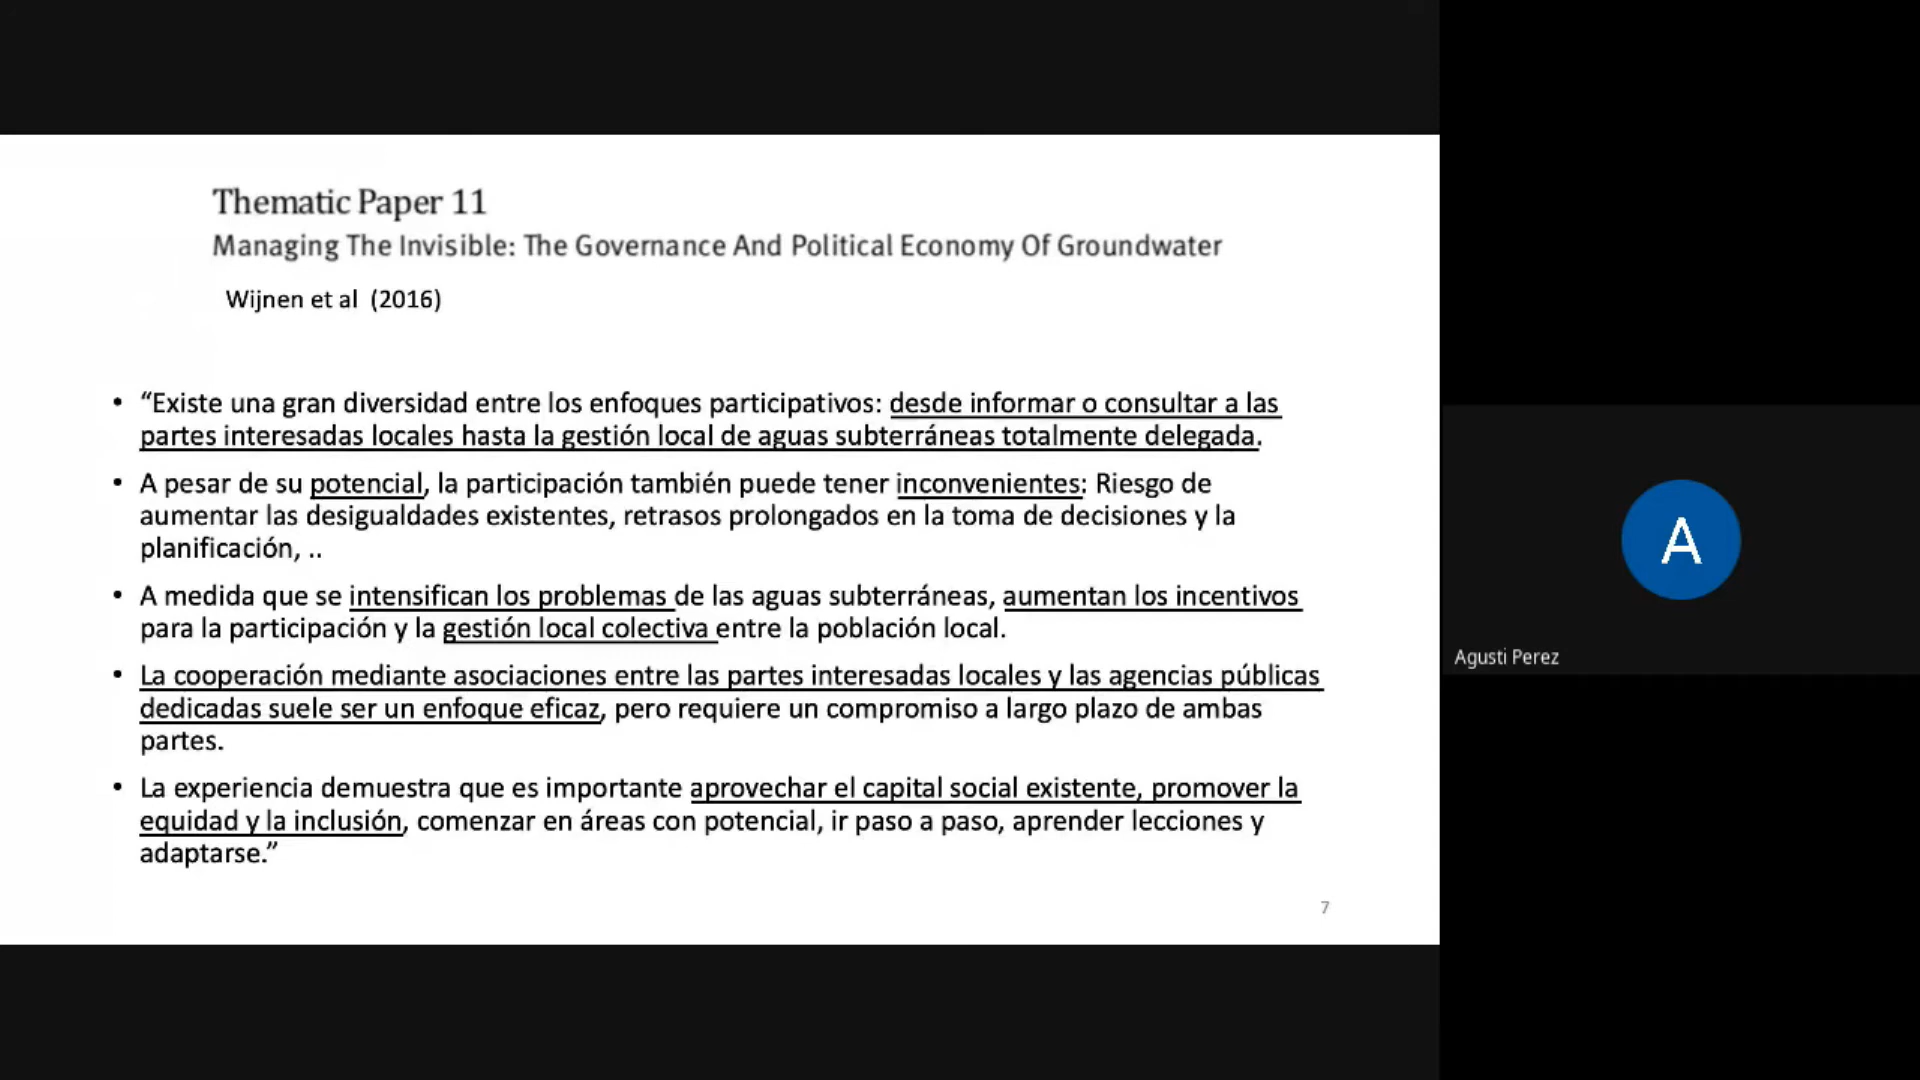 Thematic Paper 11
Managing The Invisible: The Governance And Political Economy Of Groundwater
Wijnen et al (2016)
• “Existe una gran diversidad entre los enfoques participativos: desde informar o consultar a las
partes interesadas locales hasta la gestión local de aguas subterráneas totalmente delegada.
• A pesar de su potencial, la participación también puede tener inconvenientes: Riesgo de
aumentar las desigualdades existentes, retrasos prolongados en la toma de decisiones y la
planificación, ..
• A medida que se intensifican los problemas de las aguas subterráneas, aumentan los incentivos
para la participación y la gestión local colectiva entre la población local.
• La cooperación mediante asociaciones entre las partes interesadas locales y las agencias públicas
dedicadas suele ser un enfoque eficaz, pero requiere un compromiso a largo plazo de ambas
partes.
• La experiencia demuestra que es importante aprovechar el capital social existente, promover la
equidad y la inclusión, comenzar en áreas con potencial, ir paso a paso, aprender lecciones y
adaptarse.”
7
A
Agusti Perez